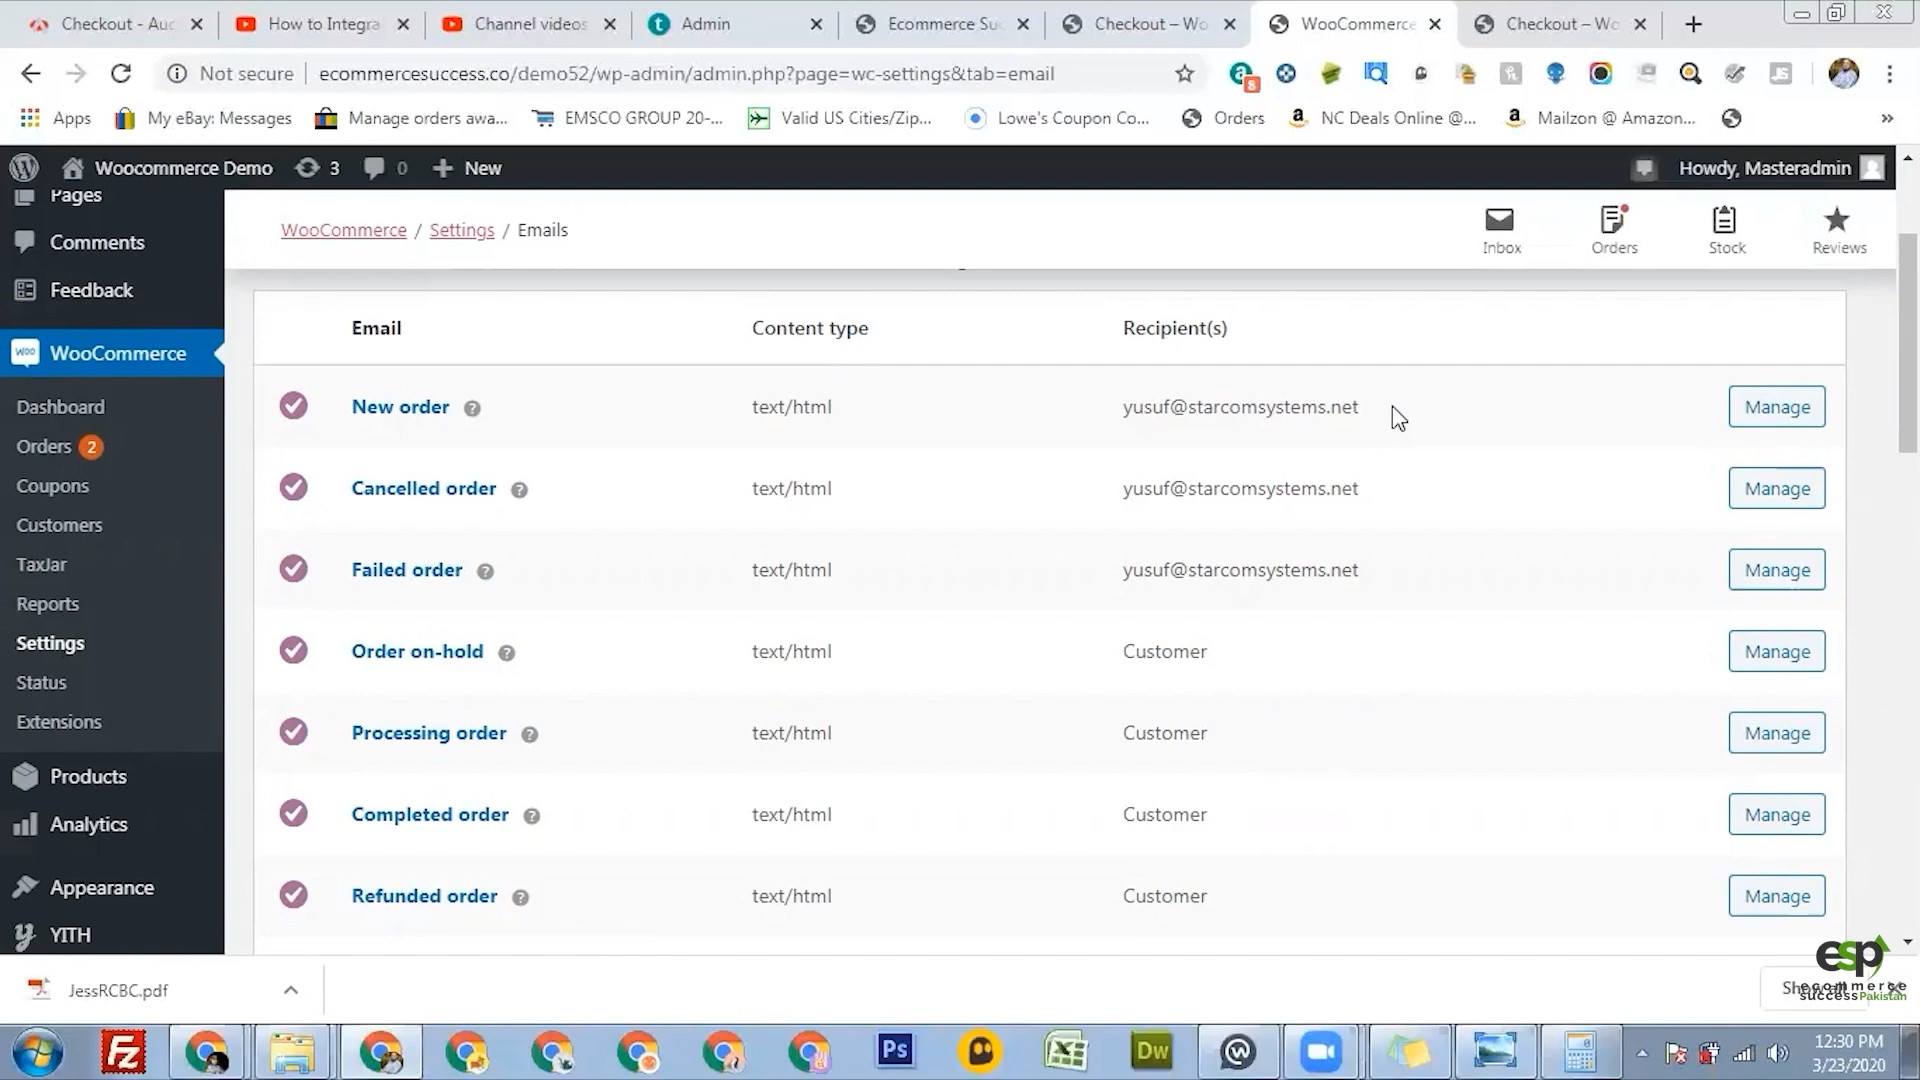 Checkout - Auc
How to Integra
Channel videos
Admin
Ecommerce Suc
Checkout – Wo
WooCommerce
Checkout – Wo
Not secure
ecommercesuccess.co/demo52/wp-admin/admin.php?page=wc-settings&tab=email
8
JS
Apps
My eBay: Messages
Manage orders awa...
EMSCO GROUP 20-...
Valid US Cities/Zip...
Lowe's Coupon Co...
Orders
NC Deals Online @...
Mailzon @ Amazon...
»
Woocommerce Demo
3
0
New
Howdy, Masteradmin
Pages
Comments
Feedback
WooCommerce
Dashboard
Orders 2
Coupons
Customers
TaxJar
Reports
Settings
Status
Extensions
Products
Analytics
Appearance
YITH
WooCommerce / Settings / Emails
Inbox
Orders
Stock
Reviews
Email Content type Recipient(s)
New order text/html yusuf@starcomsystems.net Manage
Cancelled order text/html yusuf@starcomsystems.net Manage
Failed order text/html yusuf@starcomsystems.net Manage
Order on-hold text/html Customer Manage
Processing order text/html Customer Manage
Completed order text/html Customer Manage
Refunded order text/html Customer Manage
esp
ecommerce
successPakistan
JessRCBC.pdf
Fz
Ps
Dw
12:30 PM
3/23/2020